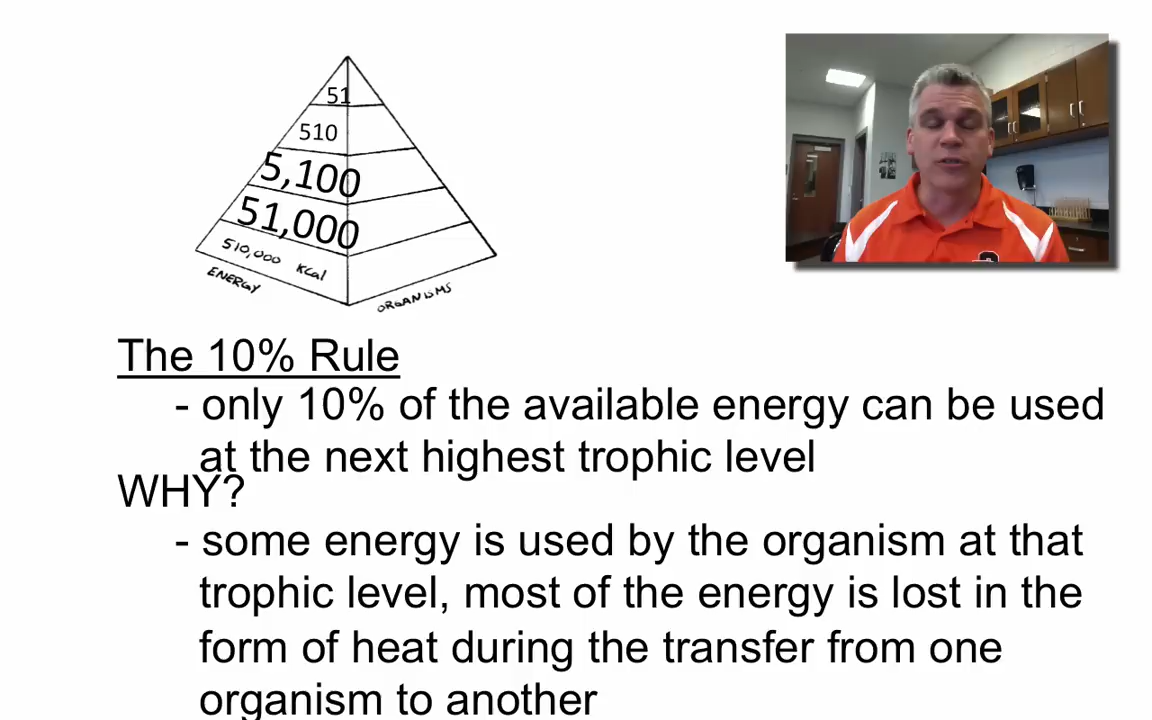 51
510
5,100
51,000
510,000 KCal
ENERGY
ORGANISMS
The 10% Rule
- only 10% of the available energy can be used
at the next highest trophic level
WHY?
- some energy is used by the organism at that
trophic level, most of the energy is lost in the
form of heat during the transfer from one
organism to another